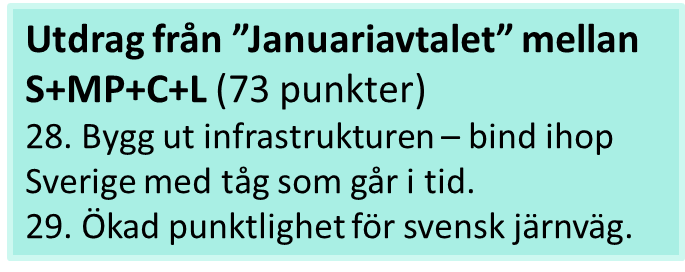 Utdrag från ”Januariavtalet” mellan
S+MP+C+L (73 punkter)
28. Bygg ut infrastrukturen – bind ihop
Sverige med tåg som går i tid.
29. Ökad punktlighet för svensk järnväg.